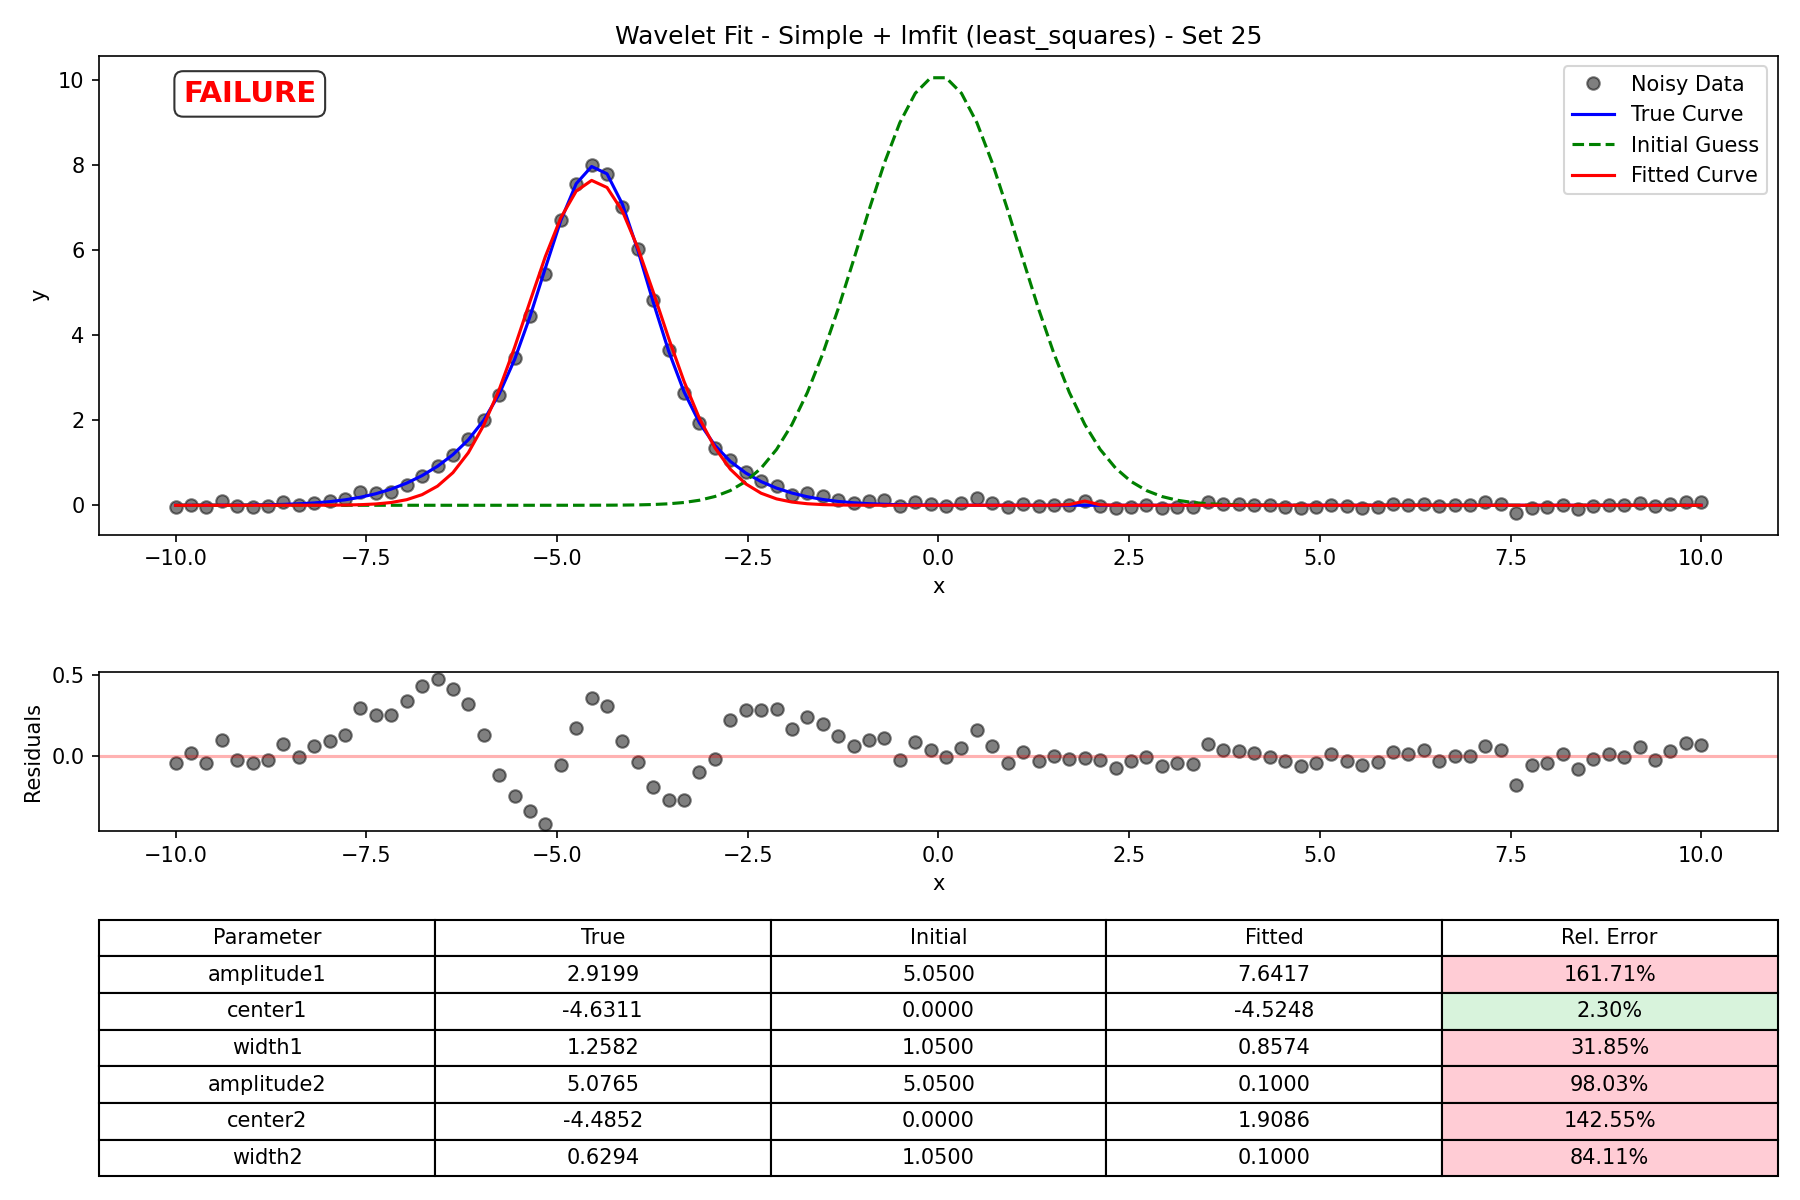 Wavelet Fit - Simple + lmfit (least_squares) - Set 25
FAILURE
Noisy Data
True Curve
Initial Guess
Fitted Curve
10
8
6
4
2
0
y
−10.0 −7.5 −5.0 −2.5 0.0 2.5 5.0 7.5 10.0
x
0.5
0.0
Residuals
−10.0 −7.5 −5.0 −2.5 0.0 2.5 5.0 7.5 10.0
x
Parameter True Initial Fitted Rel. Error
amplitude1 2.9199 5.0500 7.6417 161.71%
center1 -4.6311 0.0000 -4.5248 2.30%
width1 1.2582 1.0500 0.8574 31.85%
amplitude2 5.0765 5.0500 0.1000 98.03%
center2 -4.4852 0.0000 1.9086 142.55%
width2 0.6294 1.0500 0.1000 84.11%